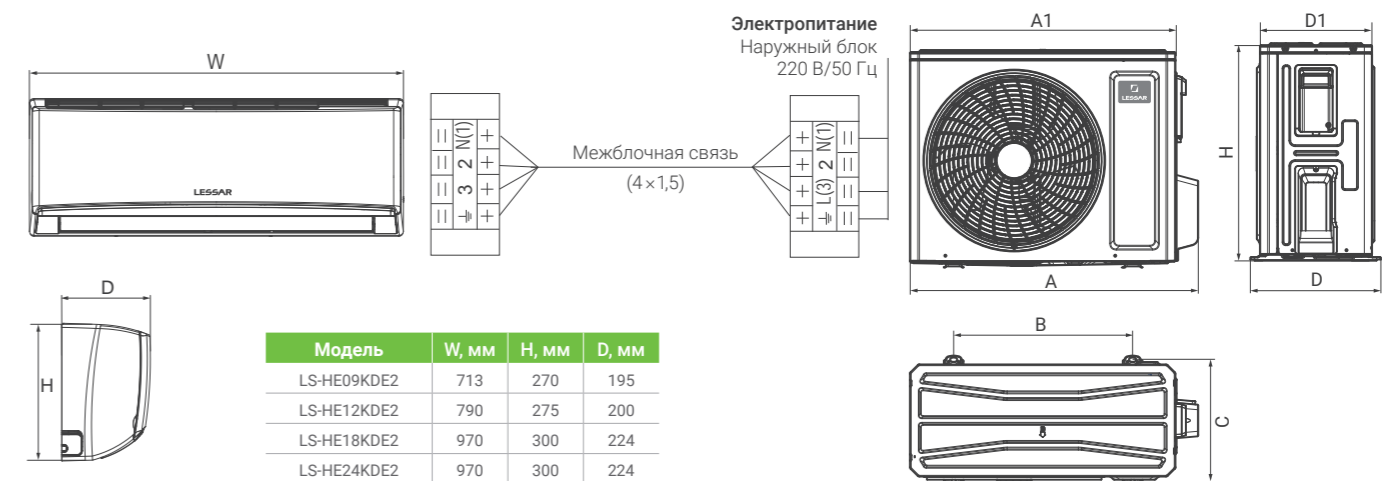 W
LESSAR
D
H
N(1)
2
3
Межблочная связь
(4×1,5)
Электропитание
Наружный блок
220 В/50 Гц
N(1)
2
L(3)
A1
LESSAR
A
D1
H
D
B
C
Модель W, мм H, мм D, мм
LS-HE09KDE2 713 270 195
LS-HE12KDE2 790 275 200
LS-HE18KDE2 970 300 224
LS-HE24KDE2 970 300 224